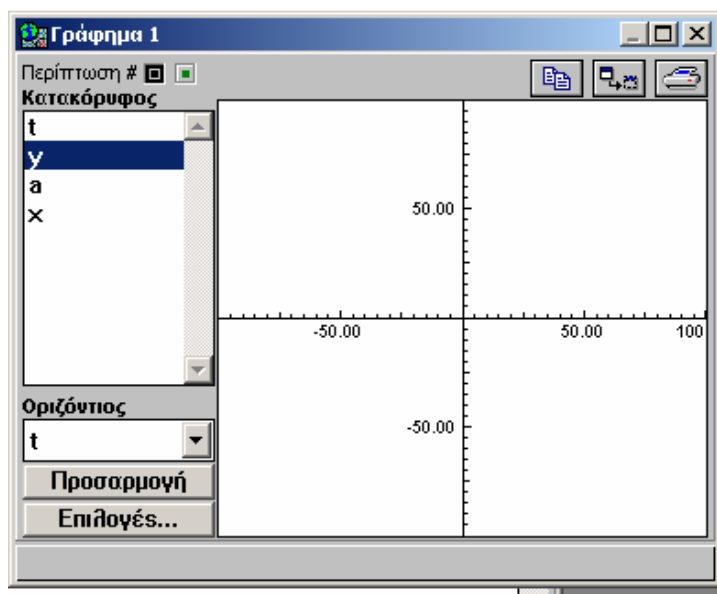 Γράφημα 1
Περίπτωση #
Κατακόρυφος
t
y
a
x
50.00
-50.00
50.00
100
-50.00
Οριζόντιος
t
Προσαρμογή
Επιλογές...